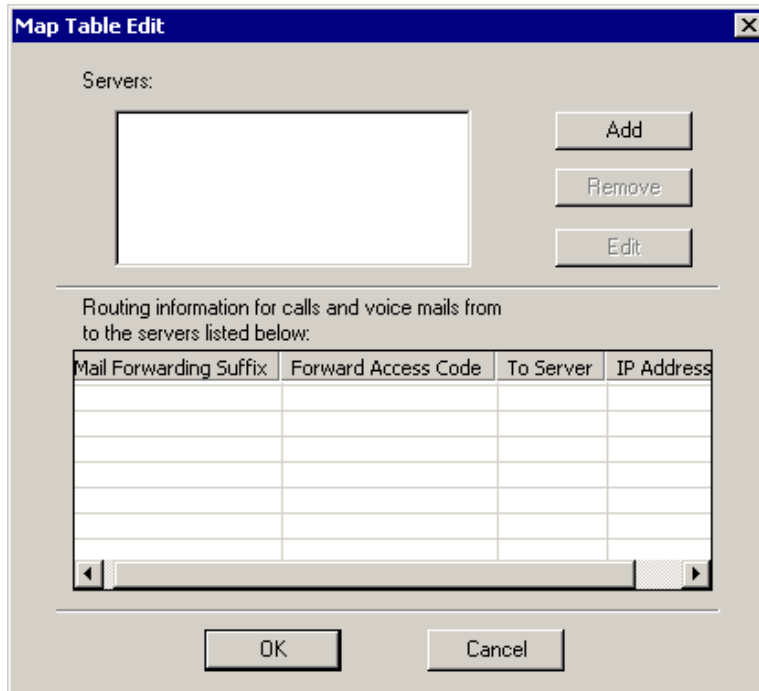 Map Table Edit
Servers:
Add
Remove
Edit
Routing information for calls and voice mails from
to the servers listed below:
Mail Forwarding Suffix Forward Access Code To Server IP Address
OK Cancel